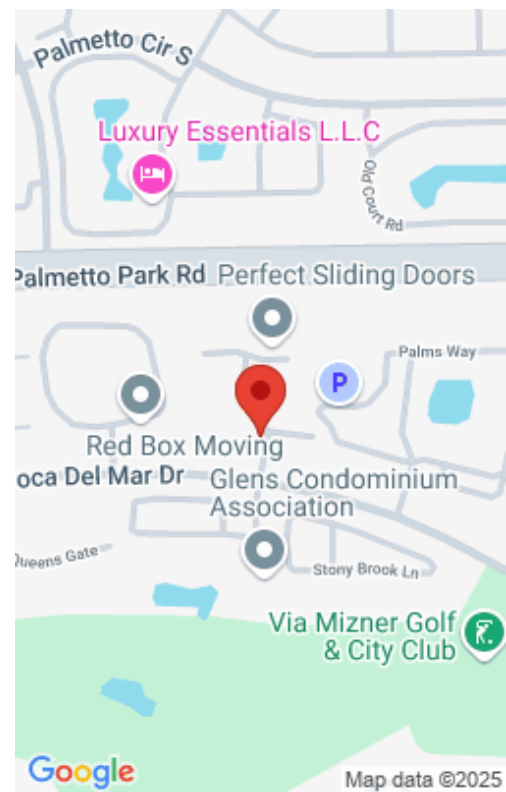 Palmetto Cir S
Luxury Essentials L.L.C
Old Court Rd
Palmetto Park Rd
Perfect Sliding Doors
Palms Way
P
Red Box Moving
oca Del Mar Dr
Glens Condominium
Association
Queens Gate
Stony Brook Ln
Via Mizner Golf
& City Club
Google
Map data ©2025